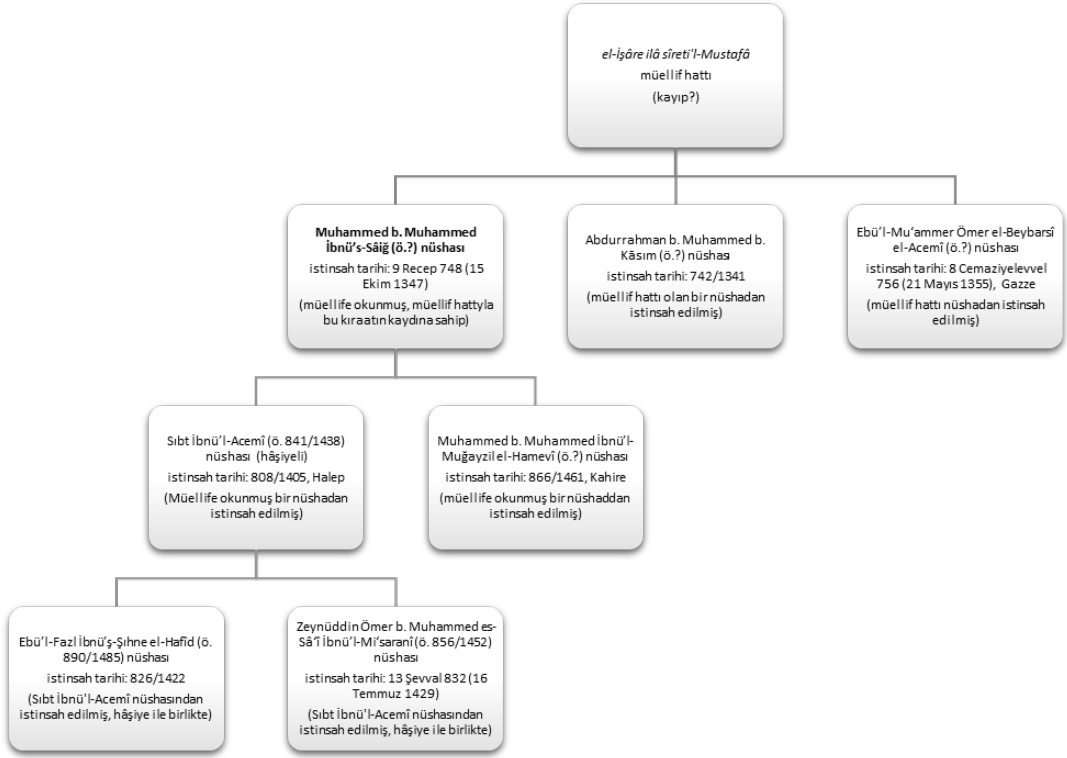 el-İşâre ilâ sîreti'l-Mustafâ
müellif hattı
(kayıp?)
Muhammed b. Muhammed
İbnü's-Sâiğ (ö.?) nüshası
istinsah tarihi: 9 Recep 748 (15
Ekim 1347)
(müellife okunmuş, müellif hattıyla
bu kıraatın kaydına sahip)
Abdurrahman b. Muhammed b.
Kāsım (ö.?) nüshası
istinsah tarihi: 742/1341
(müellif hattı olan bir nüshadan
istinsah edilmiş)
Ebü'l-Mu‘ammer Ömer el-Beybarsî
el-Acemî (ö.?) nüshası
istinsah tarihi: 8 Cemaziyelevvel
756 (21 Mayıs 1355), Gazze
(müellif hattı nüshadan istinsah
edilmiş)
Sıbt İbnü’l-Acemî (ö. 841/1438)
nüshası (hâşiyeli)
istinsah tarihi: 808/1405, Halep
(Müellife okunmuş bir nüshadan
istinsah edilmiş)
Muhammed b. Muhammed İbnü’l-
Muğayzil el-Hamevî (ö.?) nüshası
istinsah tarihi: 866/1461, Kahire
(müellife okunmuş bir nüshaddan
istinsah edilmiş)
Ebü’l-Fazl İbnü’ş-Şıhne el-Hafîd (ö.
890/1485) nüshası
istinsah tarihi: 826/1422
(Sıbt İbnü'l-Acemî nüshasından
istinsah edilmiş, hâşiye ile birlikte)
Zeynüddin Ömer b. Muhammed es-
Sâ‘î İbnü’l-Mi‘saranî (ö. 856/1452)
nüshası
istinsah tarihi: 13 Şevval 832 (16
Temmuz 1429)
(Sıbt İbnü'l-Acemî nüshasından
istinsah edilmiş, hâşiye ile birlikte)